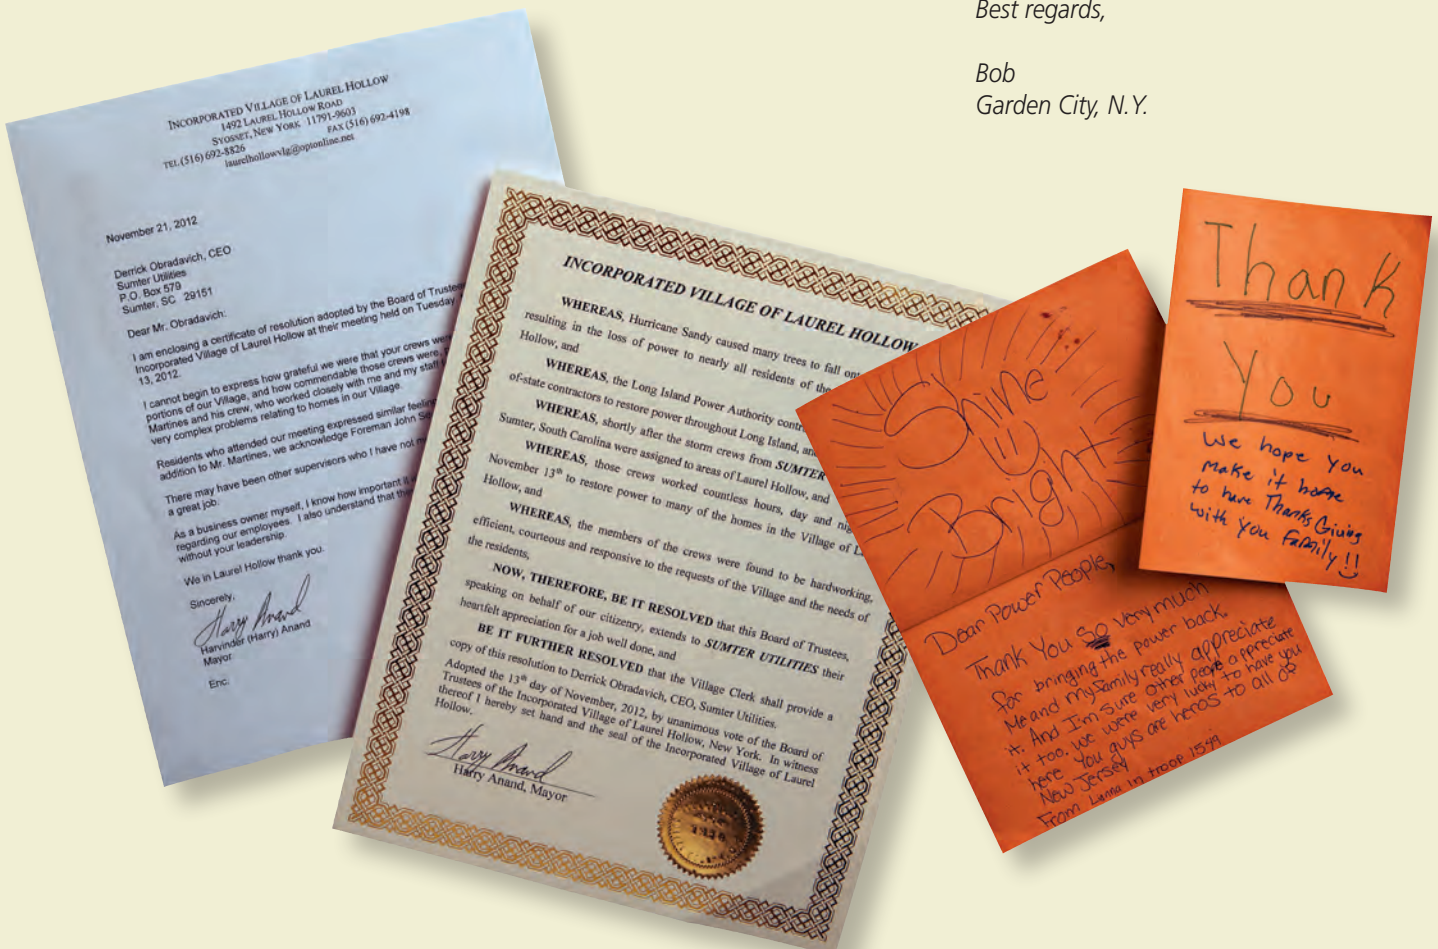 Best regards,
Bob
Garden City, N.Y.
INCORPORATED VILLAGE OF LAUREL HOLLOW
1492 LAUREL HOLLOW ROAD
SYOSSET, NEW YORK 11791-9603
TEL (516) 692-8826 FAX (516) 692-4198
laurelhollowvlg@optonline.net
November 21, 2012
Derrick Obradavich, CEO
Sumter Utilities
P.O. Box 579
Sumter, SC 29151
Dear Mr. Obradavich:
I am enclosing a certificate of resolution adopted by the Board of Trustees
Incorporated Village of Laurel Hollow at their meeting held on Tuesday
13, 2012.
I cannot begin to express how grateful we were that your crews were
portions of our Village, and how commendable those crews were.
Martines and his crew, who worked closely with me and my staff
very complex problems relating to homes in our Village.
Residents who attended our meeting expressed similar feeling
addition to Mr. Martines, we acknowledge Foreman John
There may have been other supervisors who I have not
a great job.
As a business owner myself, I know how important it
regarding our employees. I also understand that
without your leadership.
We in Laurel Hollow thank you.
Sincerely,
Harry Anand
Harvinder (Harry) Anand
Mayor
Enc.
INCORPORATED VILLAGE OF LAUREL HOLLOW
WHEREAS, Hurricane Sandy caused many trees to fall
resulting in the loss of power to nearly all residents of the
Hollow, and
WHEREAS, the Long Island Power Authority
of-state contractors to restore power throughout Long Island,
WHEREAS, shortly after the storm crews from SUMTER
Sumter, South Carolina were assigned to areas of Laurel Hollow, and
WHEREAS, those crews worked countless hours, day and
November 13th to restore power to many of the homes in the Village of
Hollow, and
WHEREAS, the members of the crews were found to be hardworking,
efficient, courteous and responsive to the requests of the Village and the needs of
the residents,
NOW, THEREFORE, BE IT RESOLVED that this Board of Trustees,
speaking on behalf of our citizenry, extends to SUMTER UTILITIES their
heartfelt appreciation for a job well done, and
BE IT FURTHER RESOLVED that the Village Clerk shall provide a
copy of this resolution to Derrick Obradavich, CEO, Sumter Utilities.
Adopted the 13th day of November, 2012, by unanimous vote of the Board of
Trustees of the Incorporated Village of Laurel Hollow, New York. In witness
thereof I hereby set hand and the seal of the Incorporated Village of Laurel
Hollow.
Harry Anand
Harry Anand, Mayor
Shine
Bright
Dear Power People,
Thank You So very much
for bringing the power back.
Me and my family really appreciate
it. And I'm sure other people appreciate
it too. we were very lucky to have you
here. You guys are heros to all of
New Jersey
From in troop 1549
Thank
You
we hope you
make it home
to have ThanksGiving
with you Family!!